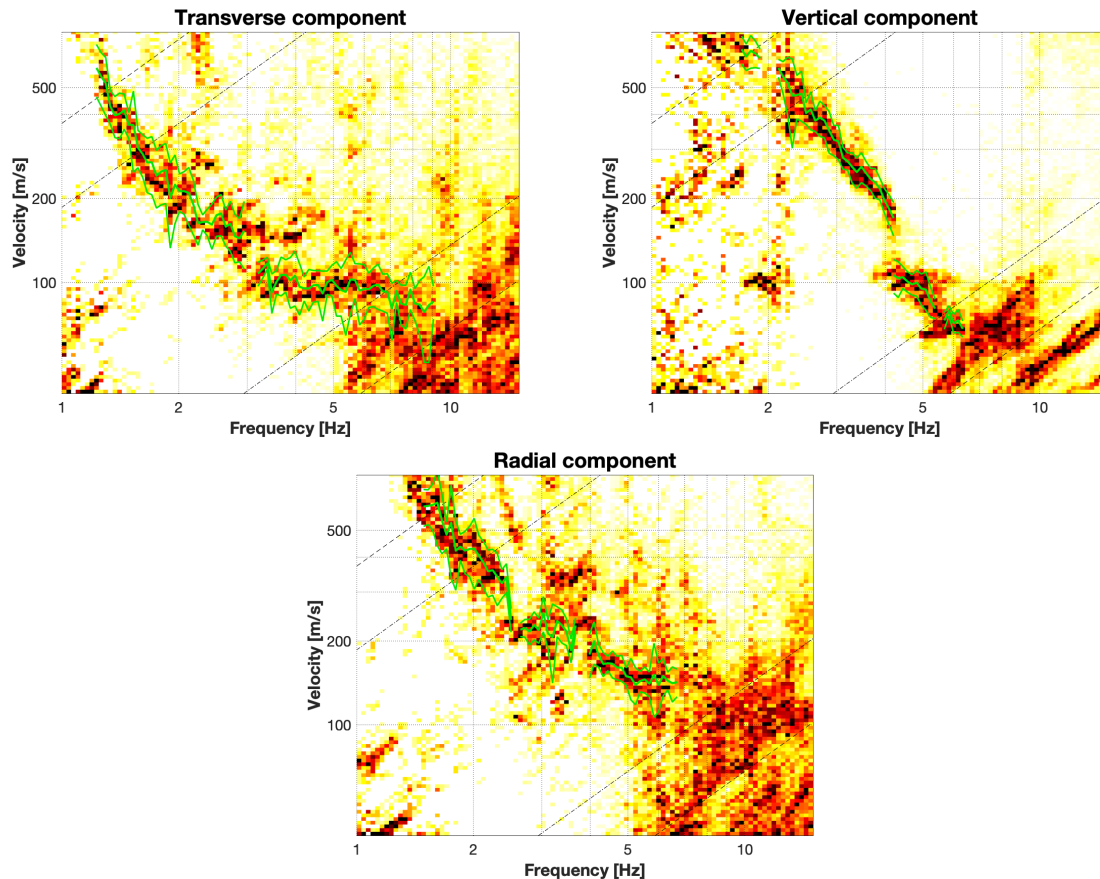 Transverse component
Vertical component
500
200
100
Velocity [m/s]
1
2
5
10
Frequency [Hz]
500
200
100
Velocity [m/s]
1
2
5
10
Frequency [Hz]
Radial component
500
200
100
Velocity [m/s]
1
2
5
10
Frequency [Hz]